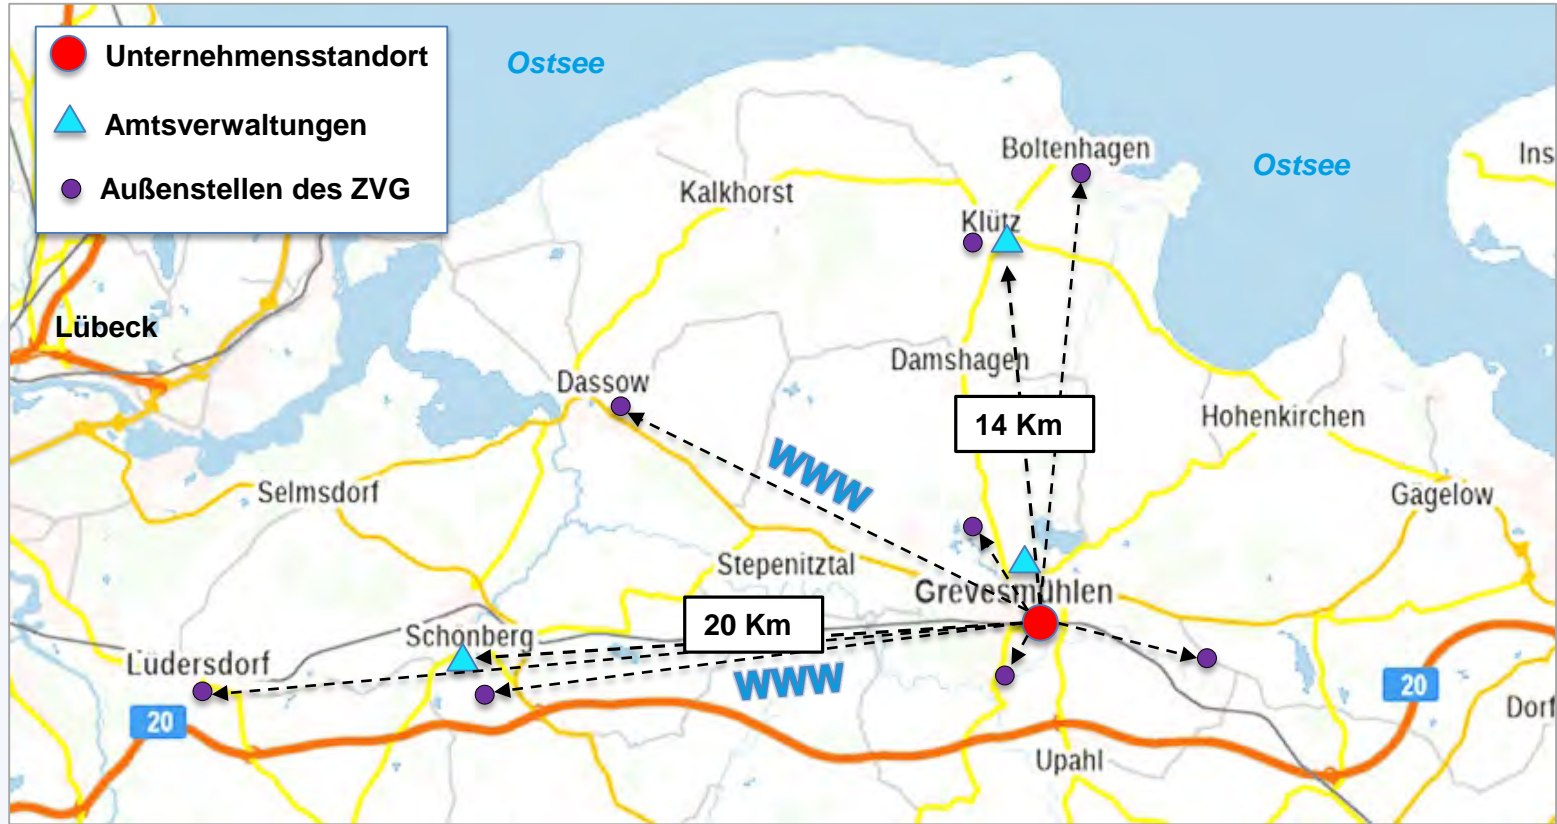 Unternehmensstandort
Amtsverwaltungen
Außenstellen des ZVG
Ostsee
Boltenhagen
Ostsee
Ins
Kalkhorst
Klütz
Lübeck
Damshagen
Dassow
14 Km
Hohenkirchen
WWW
Selmsdorf
Gägelow
Stepenitztal
Grevesmühlen
20 Km
Schönberg
Lüdersdorf
WWW
20
20
Dorf
Upahl